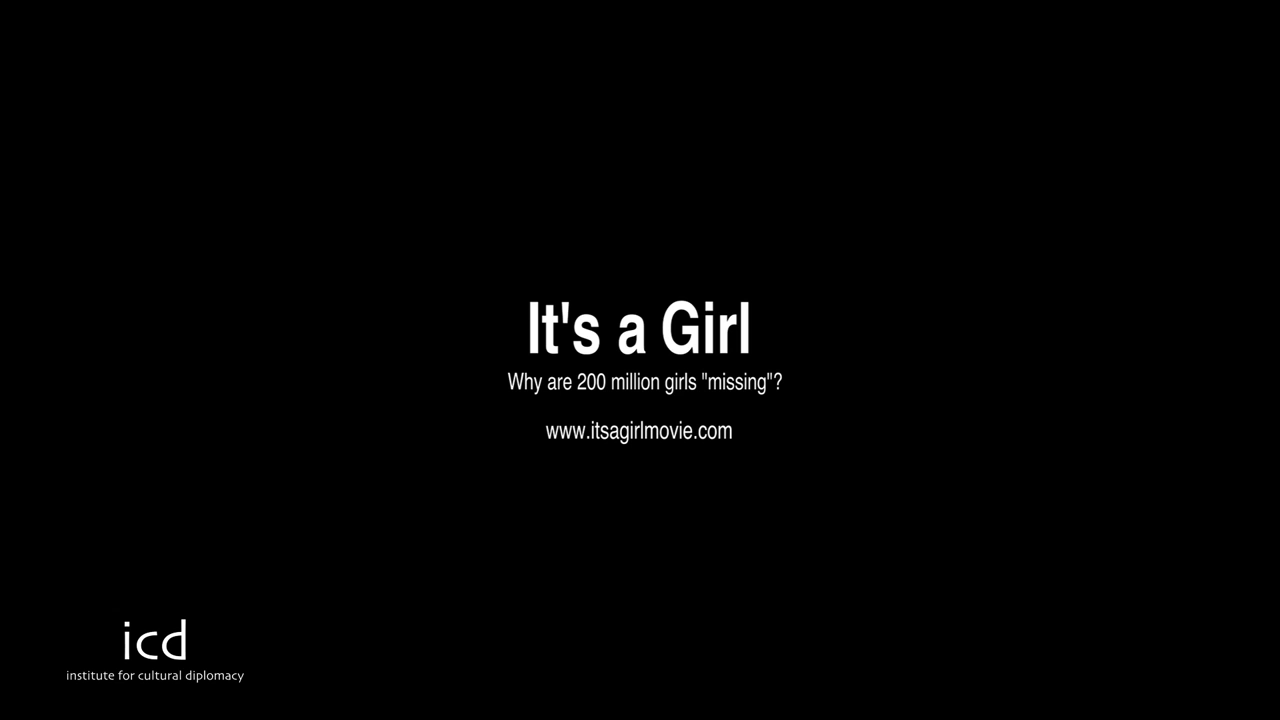 It's a Girl
Why are 200 million girls "missing"?
www.itsagirlmovie.com
icd
institute for cultural diplomacy